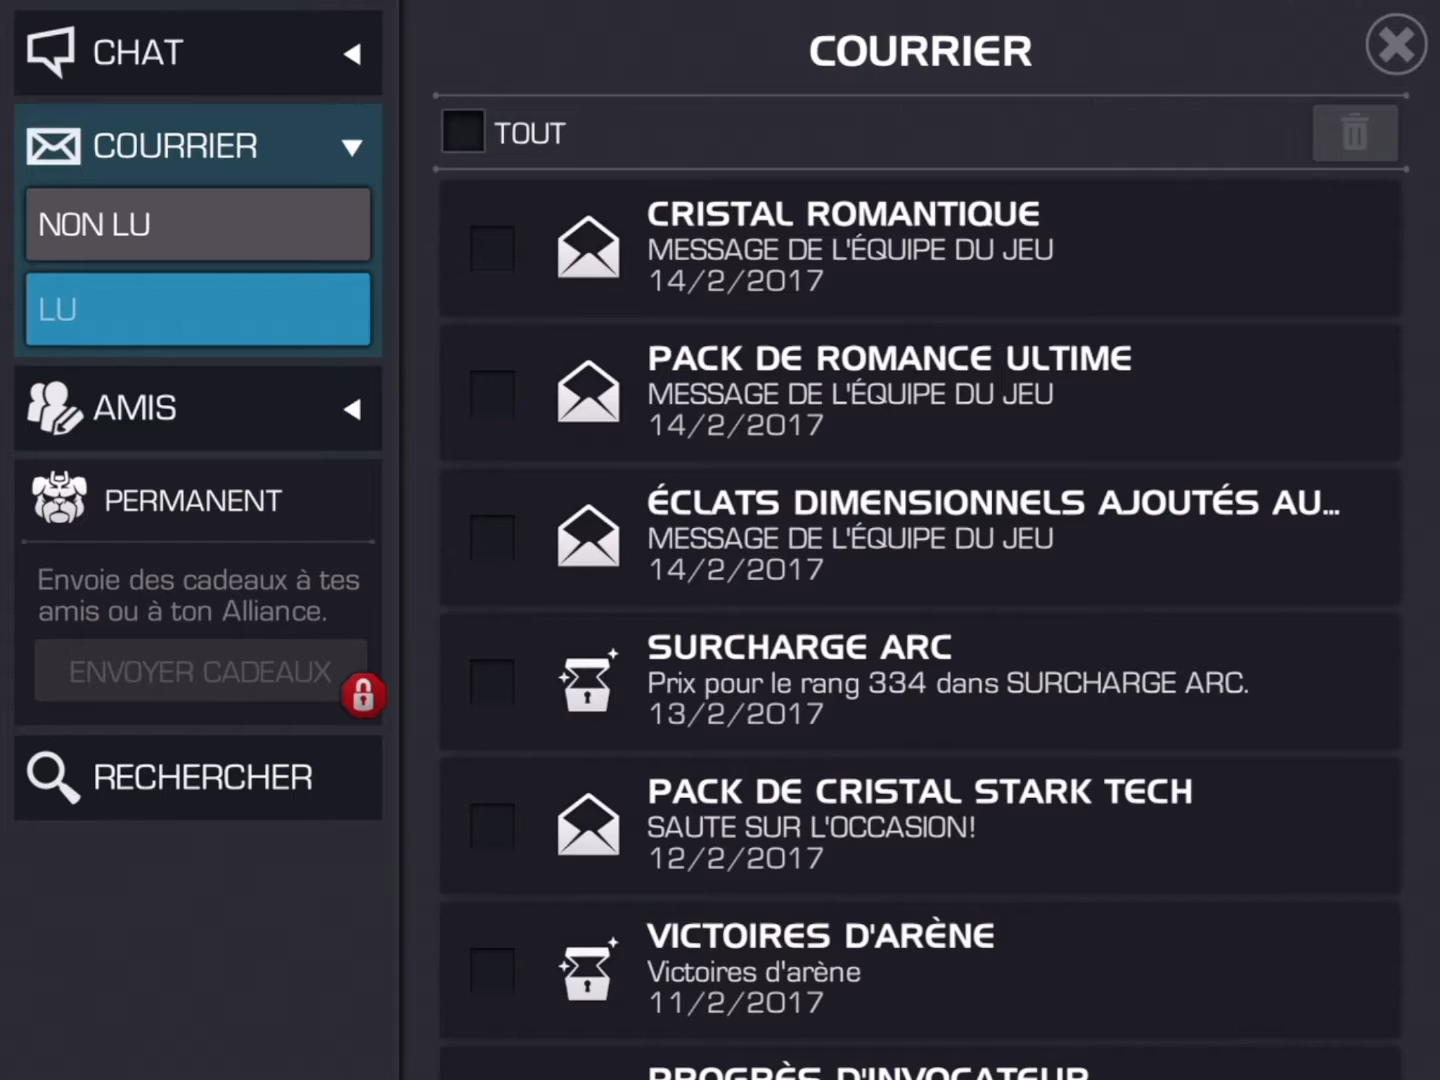 CHAT
COURRIER
NON LU
LU
AMIS
PERMANENT
Envoie des cadeaux à tes
amis ou à ton Alliance.
ENVOYER CADEAUX
RECHERCHER
COURRIER
TOUT
CRISTAL ROMANTIQUE
MESSAGE DE L'ÉQUIPE DU JEU
14/2/2017
PACK DE ROMANCE ULTIME
MESSAGE DE L'ÉQUIPE DU JEU
14/2/2017
ÉCLATS DIMENSIONNELS AJOUTÉS AU...
MESSAGE DE L'ÉQUIPE DU JEU
14/2/2017
SURCHARGE ARC
Prix pour le rang 334 dans SURCHARGE ARC.
13/2/2017
PACK DE CRISTAL STARK TECH
SAUTE SUR L'OCCASION!
12/2/2017
VICTOIRES D'ARÈNE
Victoires d'arène
11/2/2017
PROGRÈS D'INVOCATEUR